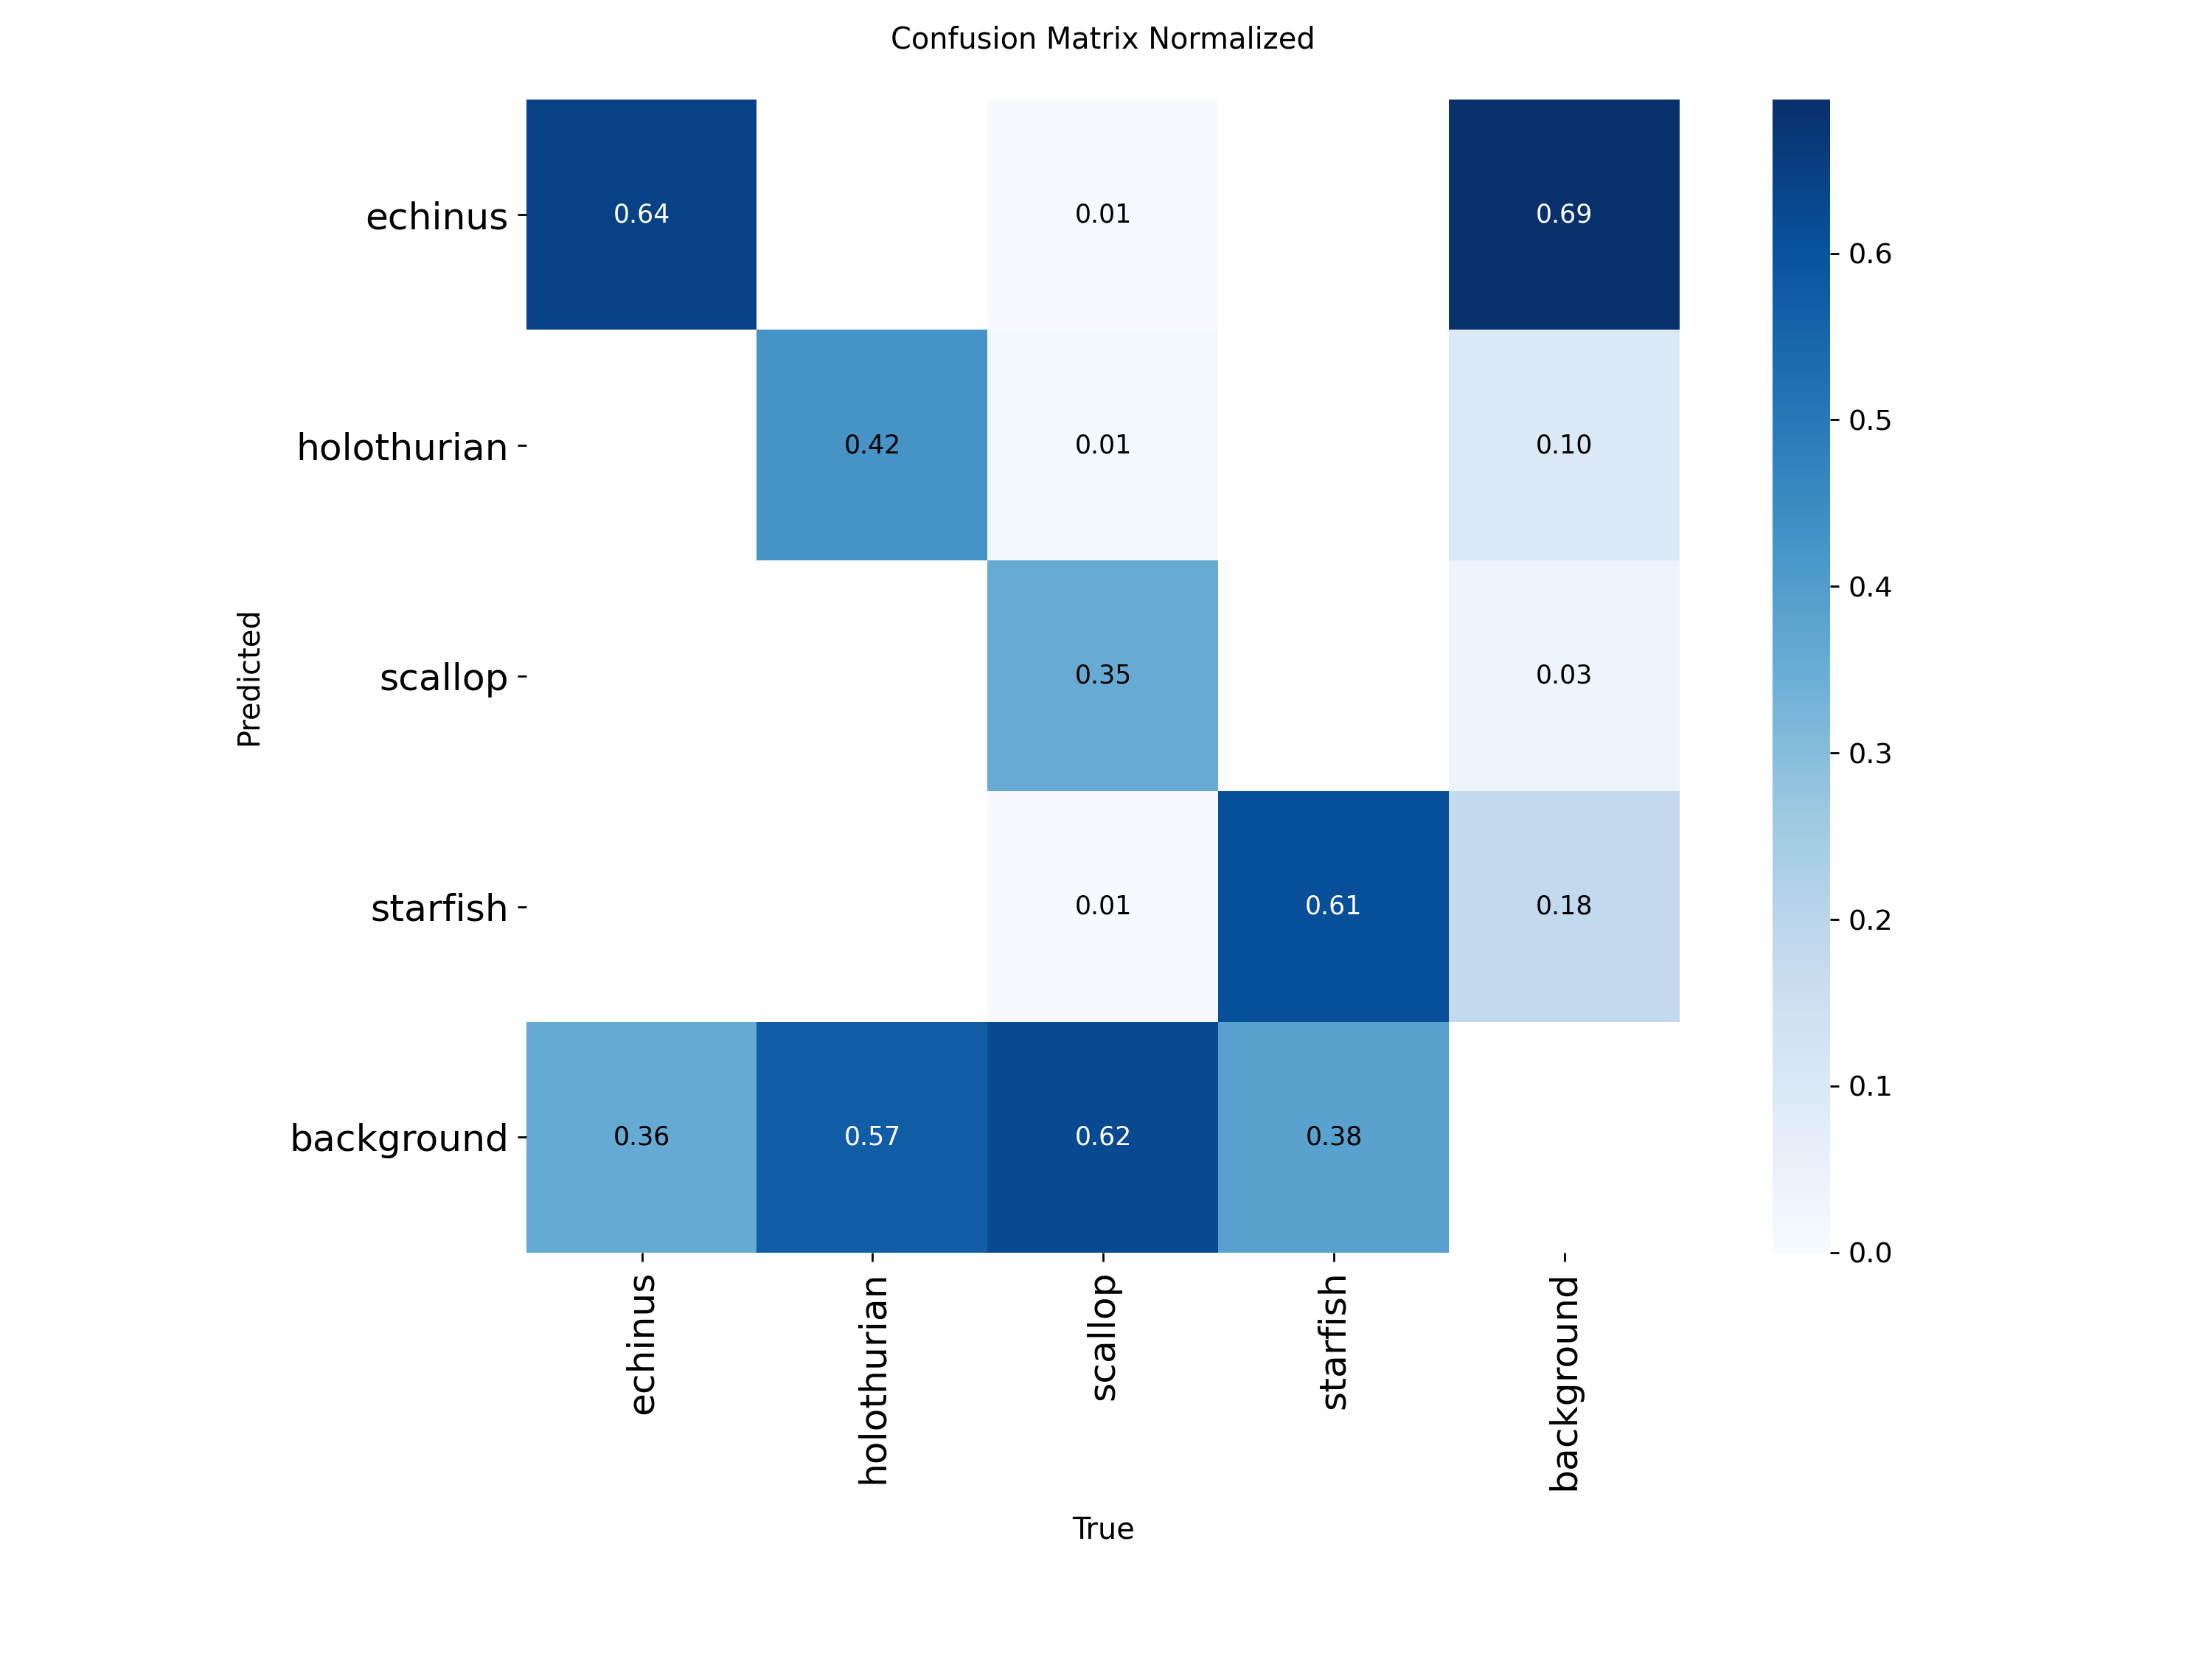 Confusion Matrix Normalized
echinus
0.64
0.01
0.69
holothurian
0.42
0.01
0.10
scallop
0.35
0.03
starfish
0.01
0.61
0.18
background
0.36
0.57
0.62
0.38
Predicted
echinus
holothurian
scallop
starfish
background
True
0.6
0.5
0.4
0.3
0.2
0.1
0.0